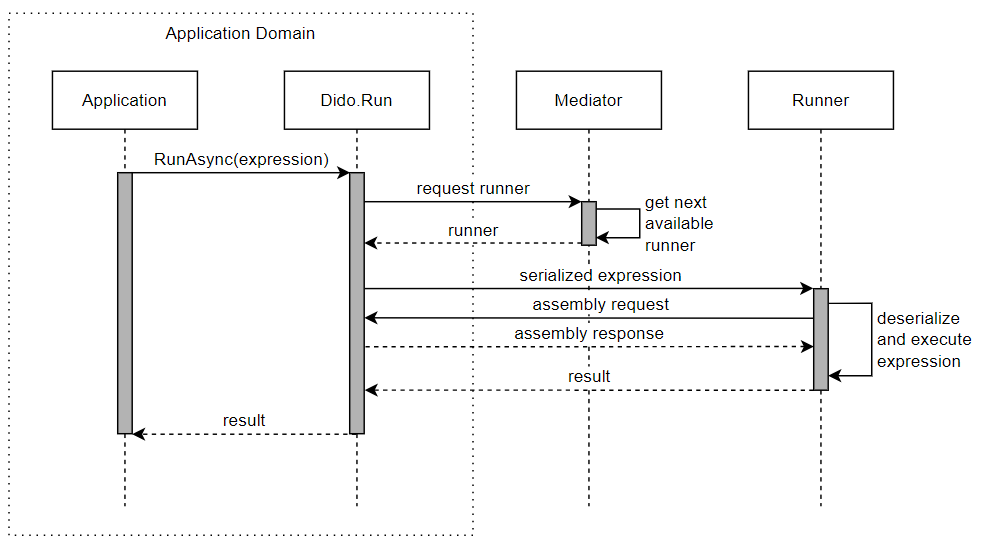 Application Domain
Application
Dido.Run
Mediator
Runner
RunAsync(expression)
request runner
get next
available
runner
runner
serialized expression
assembly request
deserialize
and execute
expression
assembly response
result
result